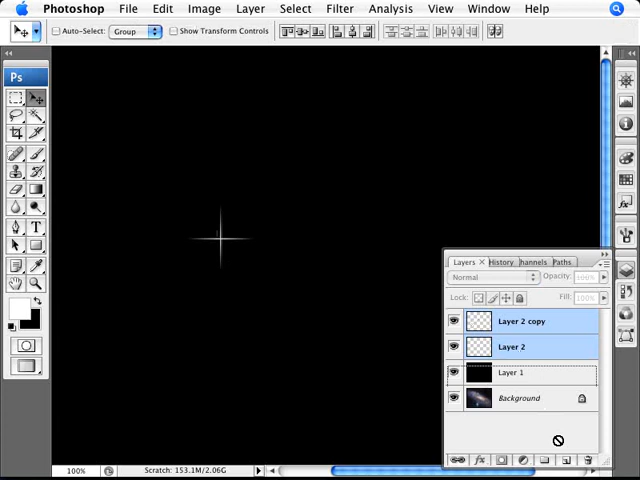 Photoshop File Edit Image Layer Select Filter Analysis View Window Help
Auto-Select: Group Show Transform Controls
Ps
T
Layers × History hannels Paths
Normal Opacity: 100%
Lock: Fill: 100%
Layer 2 copy
Layer 2
Layer 1
Background
fx
100% Scratch: 153.1M/2.06G